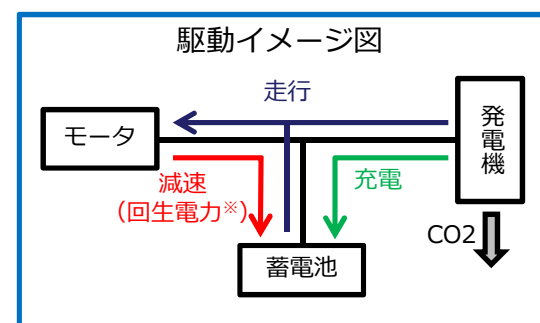 駆動イメージ図
走行
モータ
発電機
減速
（回生電力※）
充電
CO2
蓄電池